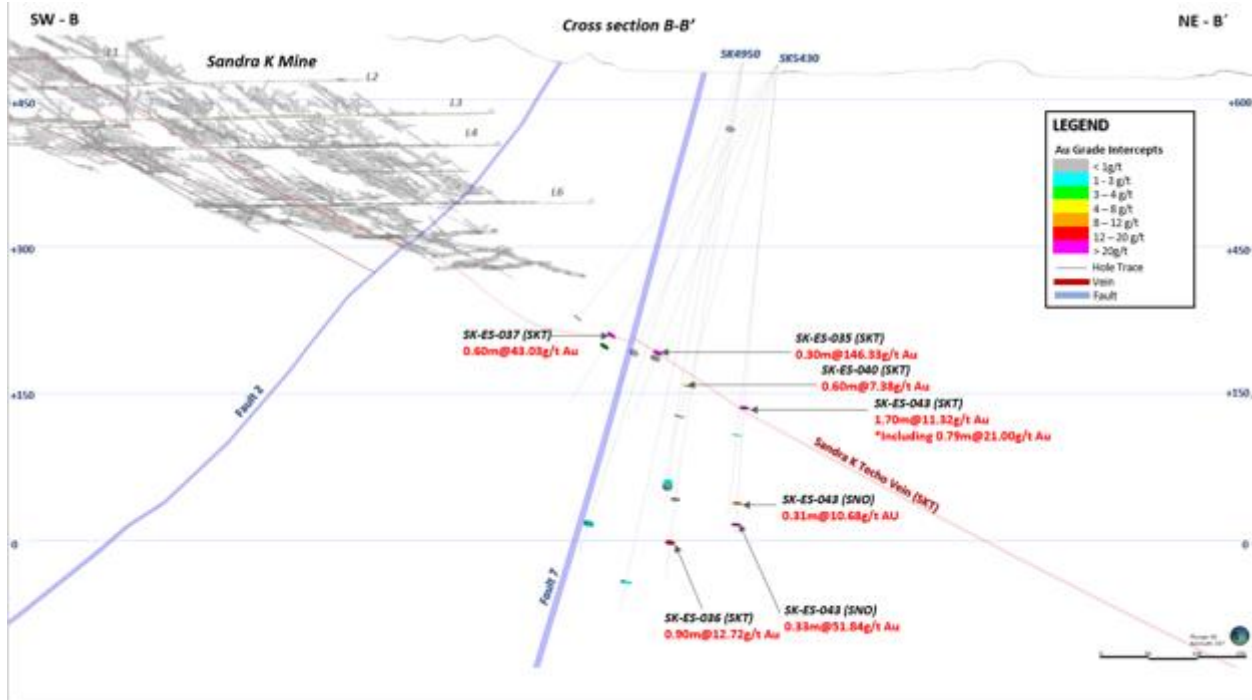 SW - B
Cross section B-B'
NE - B'
Sandra K Mine
SK4950
SK5430
L1
L2
L3
L4
L6
+450
+600
+300
+450
+150
+150
0
0
LEGEND
Au Grade Intercepts
< 1g/t
1 - 3 g/t
3 – 4 g/t
4 – 8 g/t
8 – 12 g/t
12 – 20 g/t
> 20g/t
Hole Trace
Vein
Fault
SK-ES-037 (SKT)
0.60m@43.03g/t Au
SK-ES-035 (SKT)
0.30m@146.33g/t Au
SK-ES-040 (SKT)
0.60m@7.38g/t Au
SK-ES-043 (SKT)
1.70m@11.32g/t Au
*Including 0.79m@21.00g/t Au
Fault 2
Sandra K Techo Vein (SKT)
SK-ES-043 (SNO)
0.31m@10.68g/t AU
Fault 7
SK-ES-036 (SKT)
0.90m@12.72g/t Au
SK-ES-043 (SNO)
0.33m@51.84g/t Au